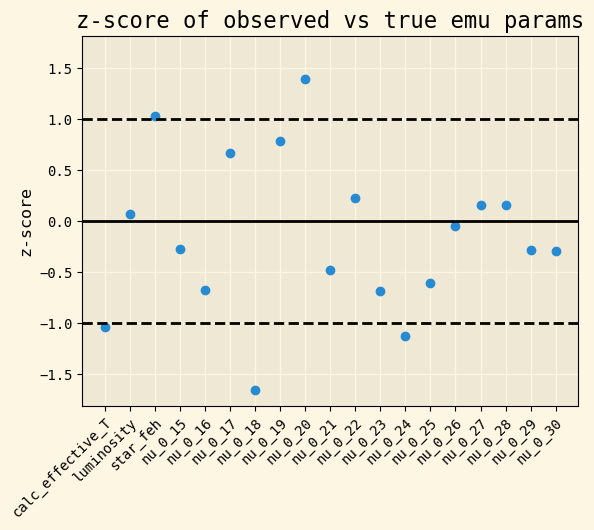 z-score of observed vs true emu params
z-score
1.5
1.0
0.5
0.0
−0.5
−1.0
−1.5
calc_effective_T
luminosity
star_feh
nu_0_15
nu_0_16
nu_0_17
nu_0_18
nu_0_19
nu_0_20
nu_0_21
nu_0_22
nu_0_23
nu_0_24
nu_0_25
nu_0_26
nu_0_27
nu_0_28
nu_0_29
nu_0_30